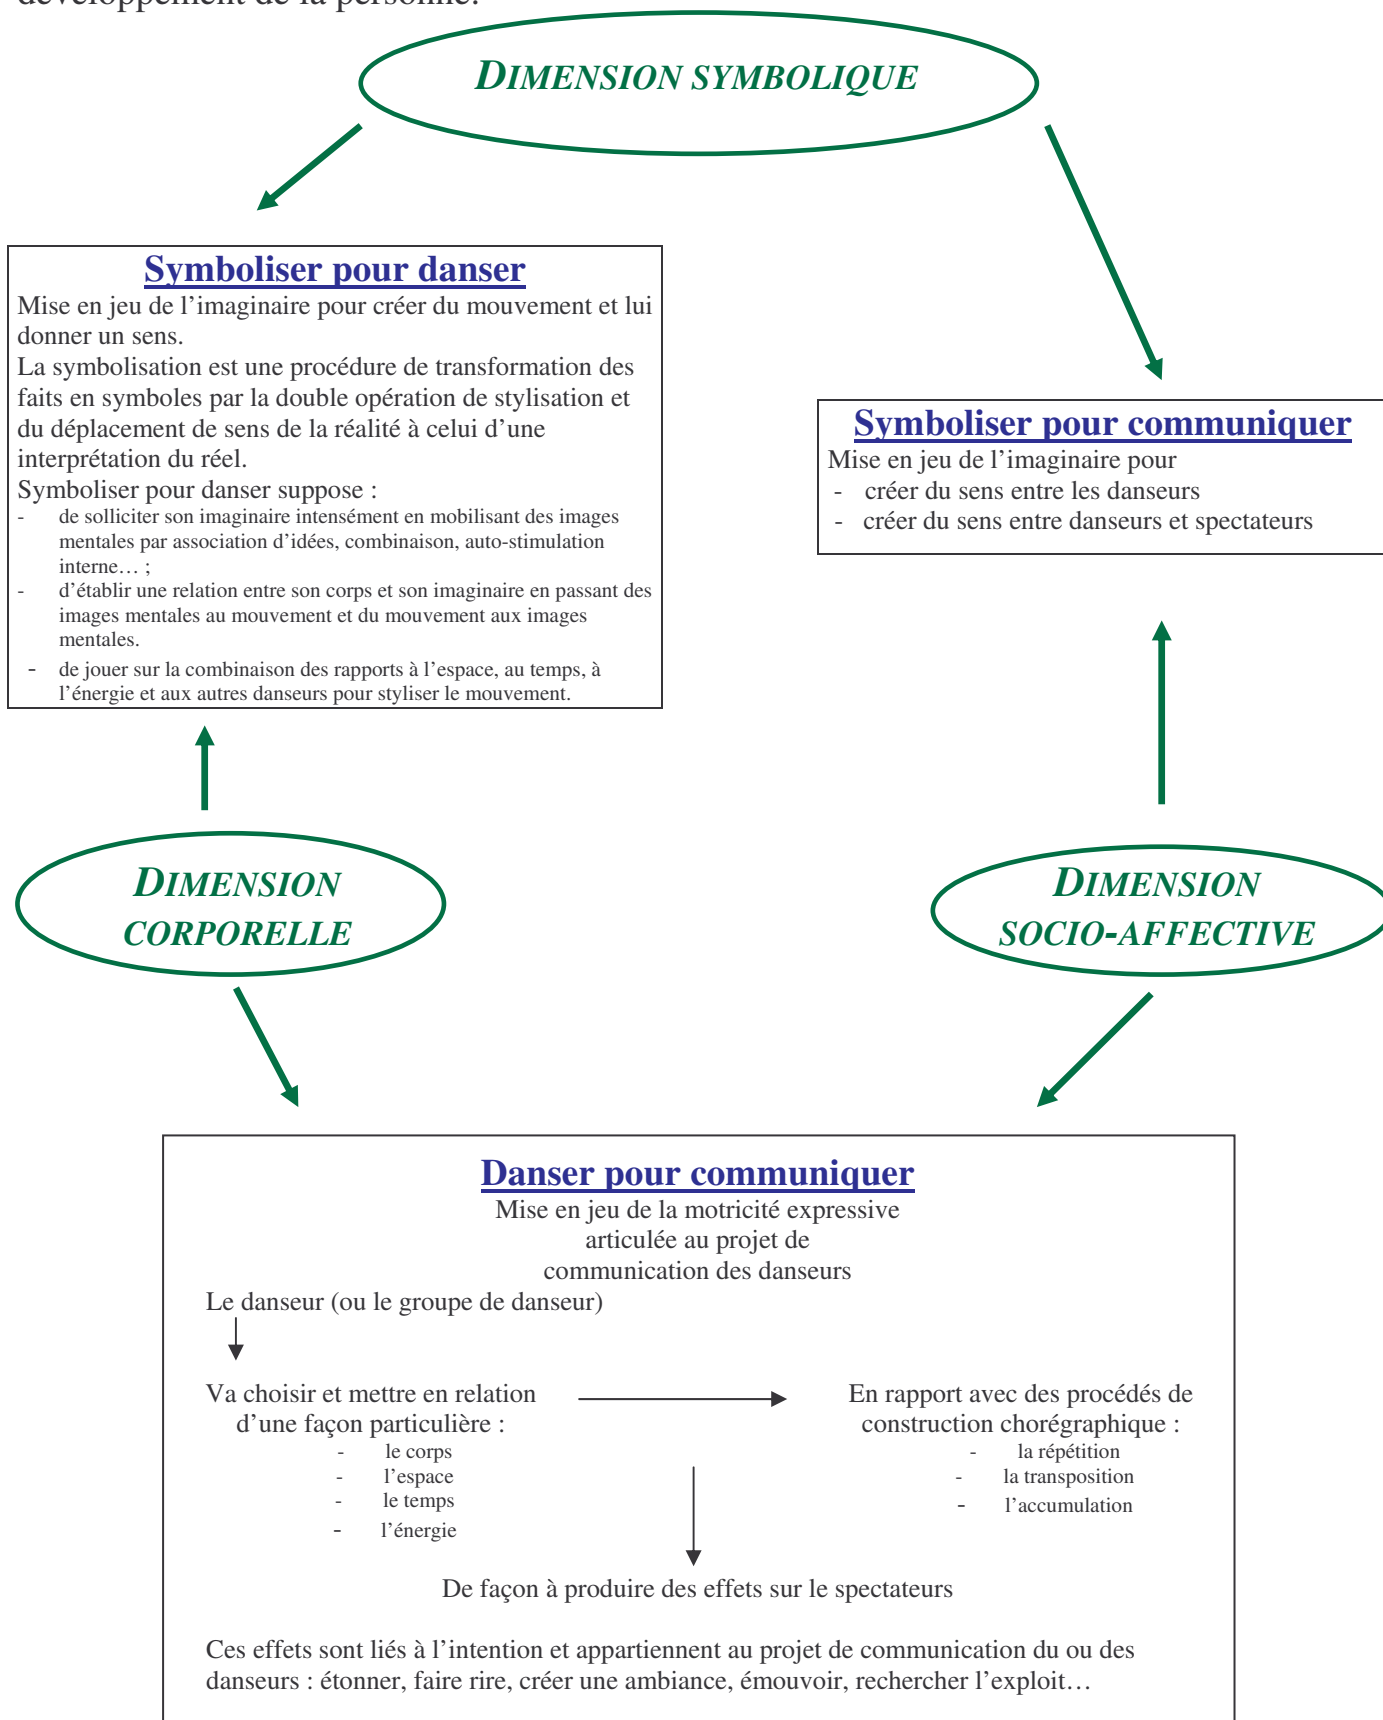 développement de la personne.
DIMENSION SYMBOLIQUE
Symboliser pour danser
Mise en jeu de l’imaginaire pour créer du mouvement et lui
donner un sens.
La symbolisation est une procédure de transformation des
faits en symboles par la double opération de stylisation et
du déplacement de sens de la réalité à celui d’une
interprétation du réel.
Symboliser pour danser suppose :
- de solliciter son imaginaire intensément en mobilisant des images
mentales par association d’idées, combinaison, auto-stimulation
interne… ;
- d’établir une relation entre son corps et son imaginaire en passant des
images mentales au mouvement et du mouvement aux images
mentales.
- de jouer sur la combinaison des rapports à l’espace, au temps, à
l’énergie et aux autres danseurs pour styliser le mouvement.
Symboliser pour communiquer
Mise en jeu de l’imaginaire pour
- créer du sens entre les danseurs
- créer du sens entre danseurs et spectateurs
DIMENSION
CORPORELLE
DIMENSION
SOCIO-AFFECTIVE
Danser pour communiquer
Mise en jeu de la motricité expressive
articulée au projet de
communication des danseurs
Le danseur (ou le groupe de danseur)
Va choisir et mettre en relation
d’une façon particulière :
- le corps
- l’espace
- le temps
- l’énergie
En rapport avec des procédés de
construction chorégraphique :
- la répétition
- la transposition
- l’accumulation
De façon à produire des effets sur le spectateurs
Ces effets sont liés à l’intention et appartiennent au projet de communication du ou des
danseurs : étonner, faire rire, créer une ambiance, émouvoir, rechercher l’exploit…